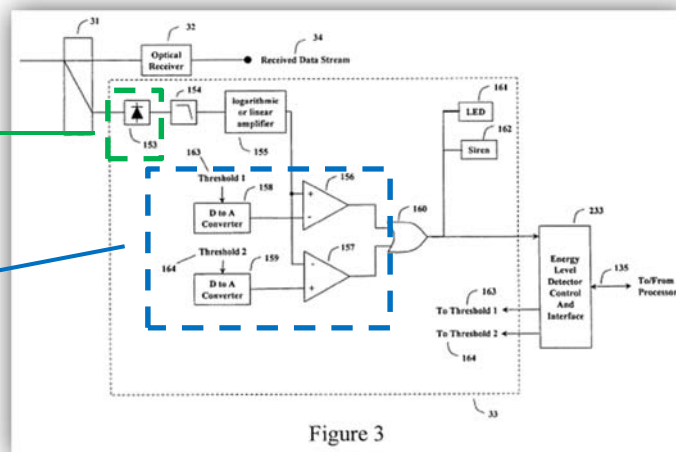 31
32
34
Optical
Receiver
Received Data Stream
154
logarithmic
or linear
amplifier
161
LED
162
Siren
153
155
163
Threshold 1
158
156
D to A
Converter
160
233
164
Threshold 2
159
157
D to A
Converter
Energy
Level
Detector
Control
And
Interface
135
To/From
Processor
163
To Threshold 1
To Threshold 2
164
33
Figure 3